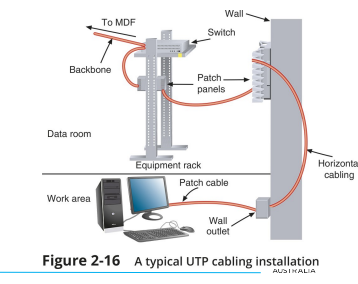 Wall
To MDF
Switch
Backbone
Patch
panels
Data room
Equipment rack
Horizonta
cabling
Patch cable
Work area
Wall
outlet
Figure 2-16 A typical UTP cabling installation
AUSTRALIA